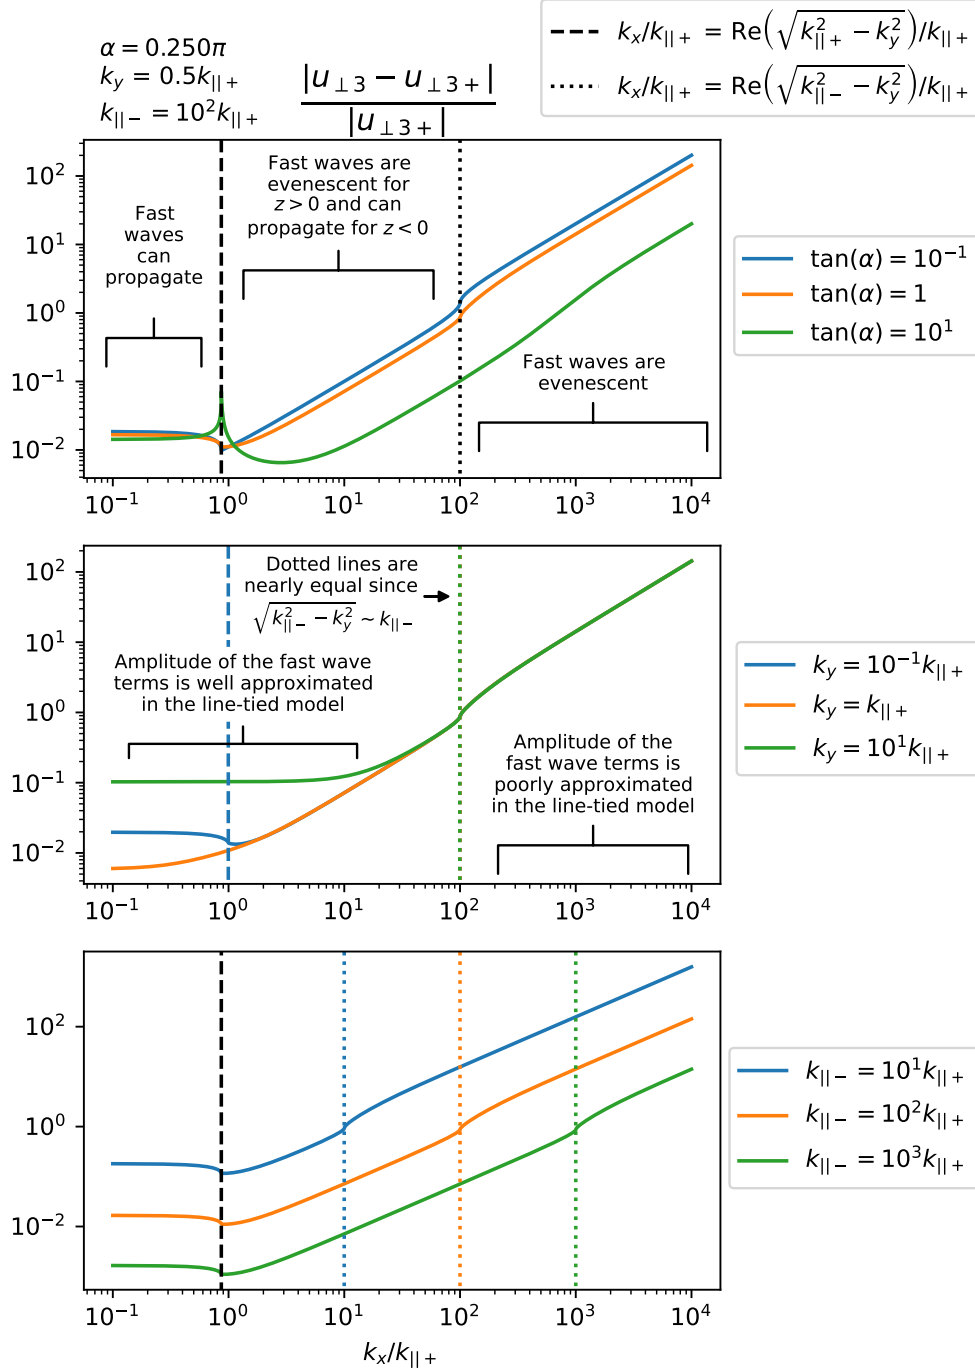 α = 0.250π
k_y = 0.5k_{||+}
k_{||−} = 10²k_{||+}
|u_{⊥3} − u_{⊥3+}|
|u_{⊥3+}|
k_x/k_{||+} = Re(√(k²_{||+} − k²_y))/k_{||+}
k_x/k_{||+} = Re(√(k²_{||−} − k²_y))/k_{||+}
10²
10¹
10⁰
10⁻¹
10⁻²
Fast
waves
can
propagate
Fast waves are
evenescent for
z > 0 and can
propagate for z < 0
Fast waves are
evenescent
10⁻¹ 10⁰ 10¹ 10² 10³ 10⁴
tan(α) = 10⁻¹
tan(α) = 1
tan(α) = 10¹
10²
10¹
10⁰
10⁻¹
10⁻²
Dotted lines are
nearly equal since
√(k²_{||−} − k²_y) ~ k_{||−}
Amplitude of the fast wave
terms is well approximated
in the line-tied model
Amplitude of the
fast wave terms is
poorly approximated
in the line-tied model
10⁻¹ 10⁰ 10¹ 10² 10³ 10⁴
k_y = 10⁻¹k_{||+}
k_y = k_{||+}
k_y = 10¹k_{||+}
10²
10⁰
10⁻²
10⁻¹ 10⁰ 10¹ 10² 10³ 10⁴
k_x/k_{||+}
k_{||−} = 10¹k_{||+}
k_{||−} = 10²k_{||+}
k_{||−} = 10³k_{||+}